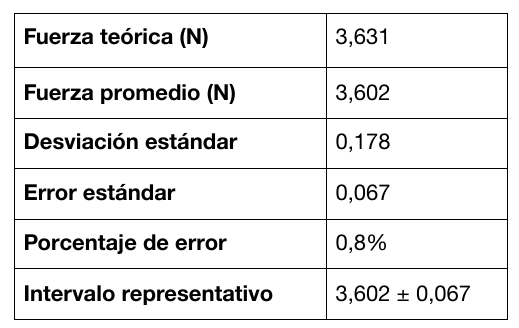 Fuerza teórica (N) 3,631
Fuerza promedio (N) 3,602
Desviación estándar 0,178
Error estándar 0,067
Porcentaje de error 0,8%
Intervalo representativo 3,602 ± 0,067